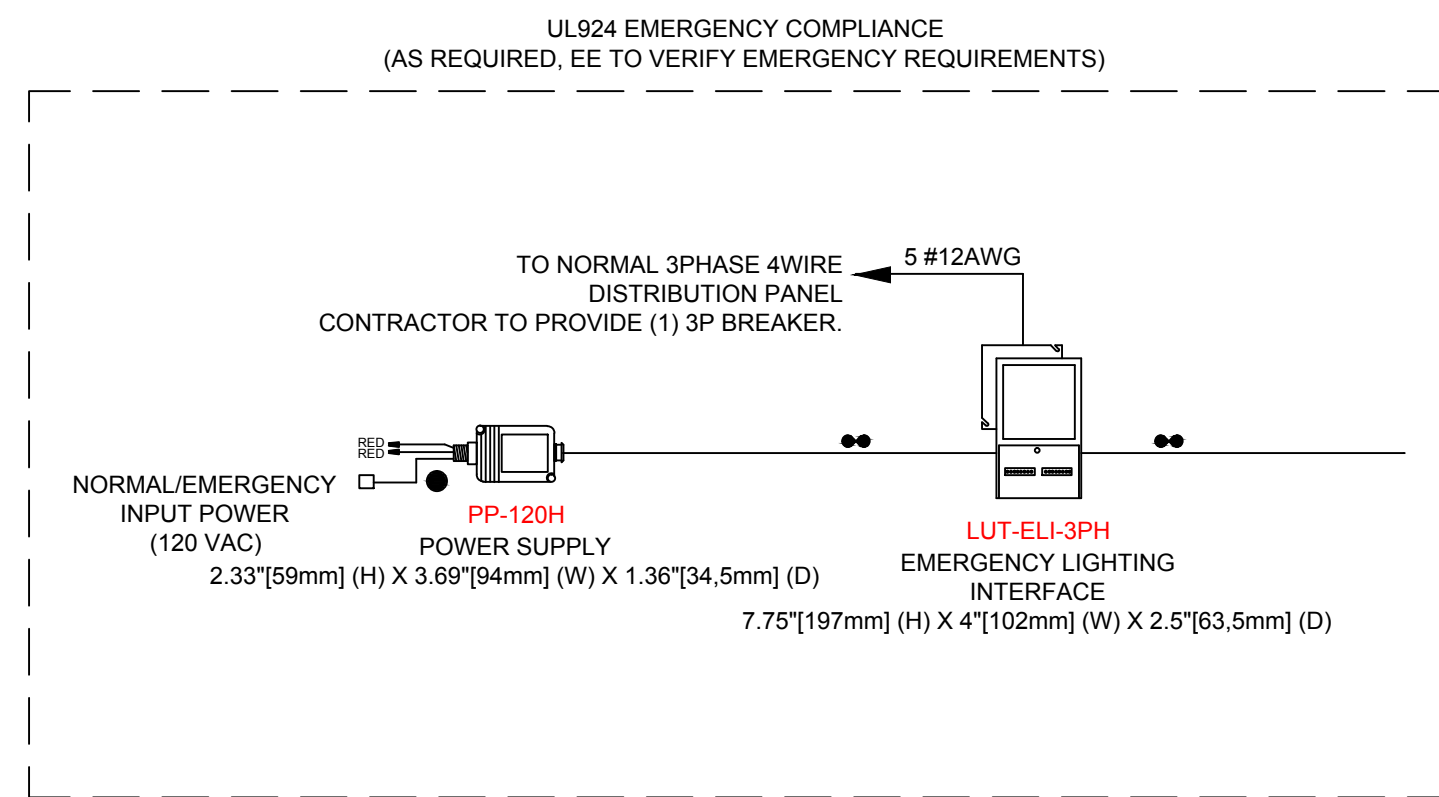 UL924 EMERGENCY COMPLIANCE
(AS REQUIRED, EE TO VERIFY EMERGENCY REQUIREMENTS)
TO NORMAL 3PHASE 4WIRE
DISTRIBUTION PANEL
CONTRACTOR TO PROVIDE (1) 3P BREAKER.
5 #12AWG
RED
RED
NORMAL/EMERGENCY
INPUT POWER
(120 VAC)
PP-120H
POWER SUPPLY
2.33"[59mm] (H) X 3.69"[94mm] (W) X 1.36"[34,5mm] (D)
LUT-ELI-3PH
EMERGENCY LIGHTING
INTERFACE
7.75"[197mm] (H) X 4"[102mm] (W) X 2.5"[63,5mm] (D)